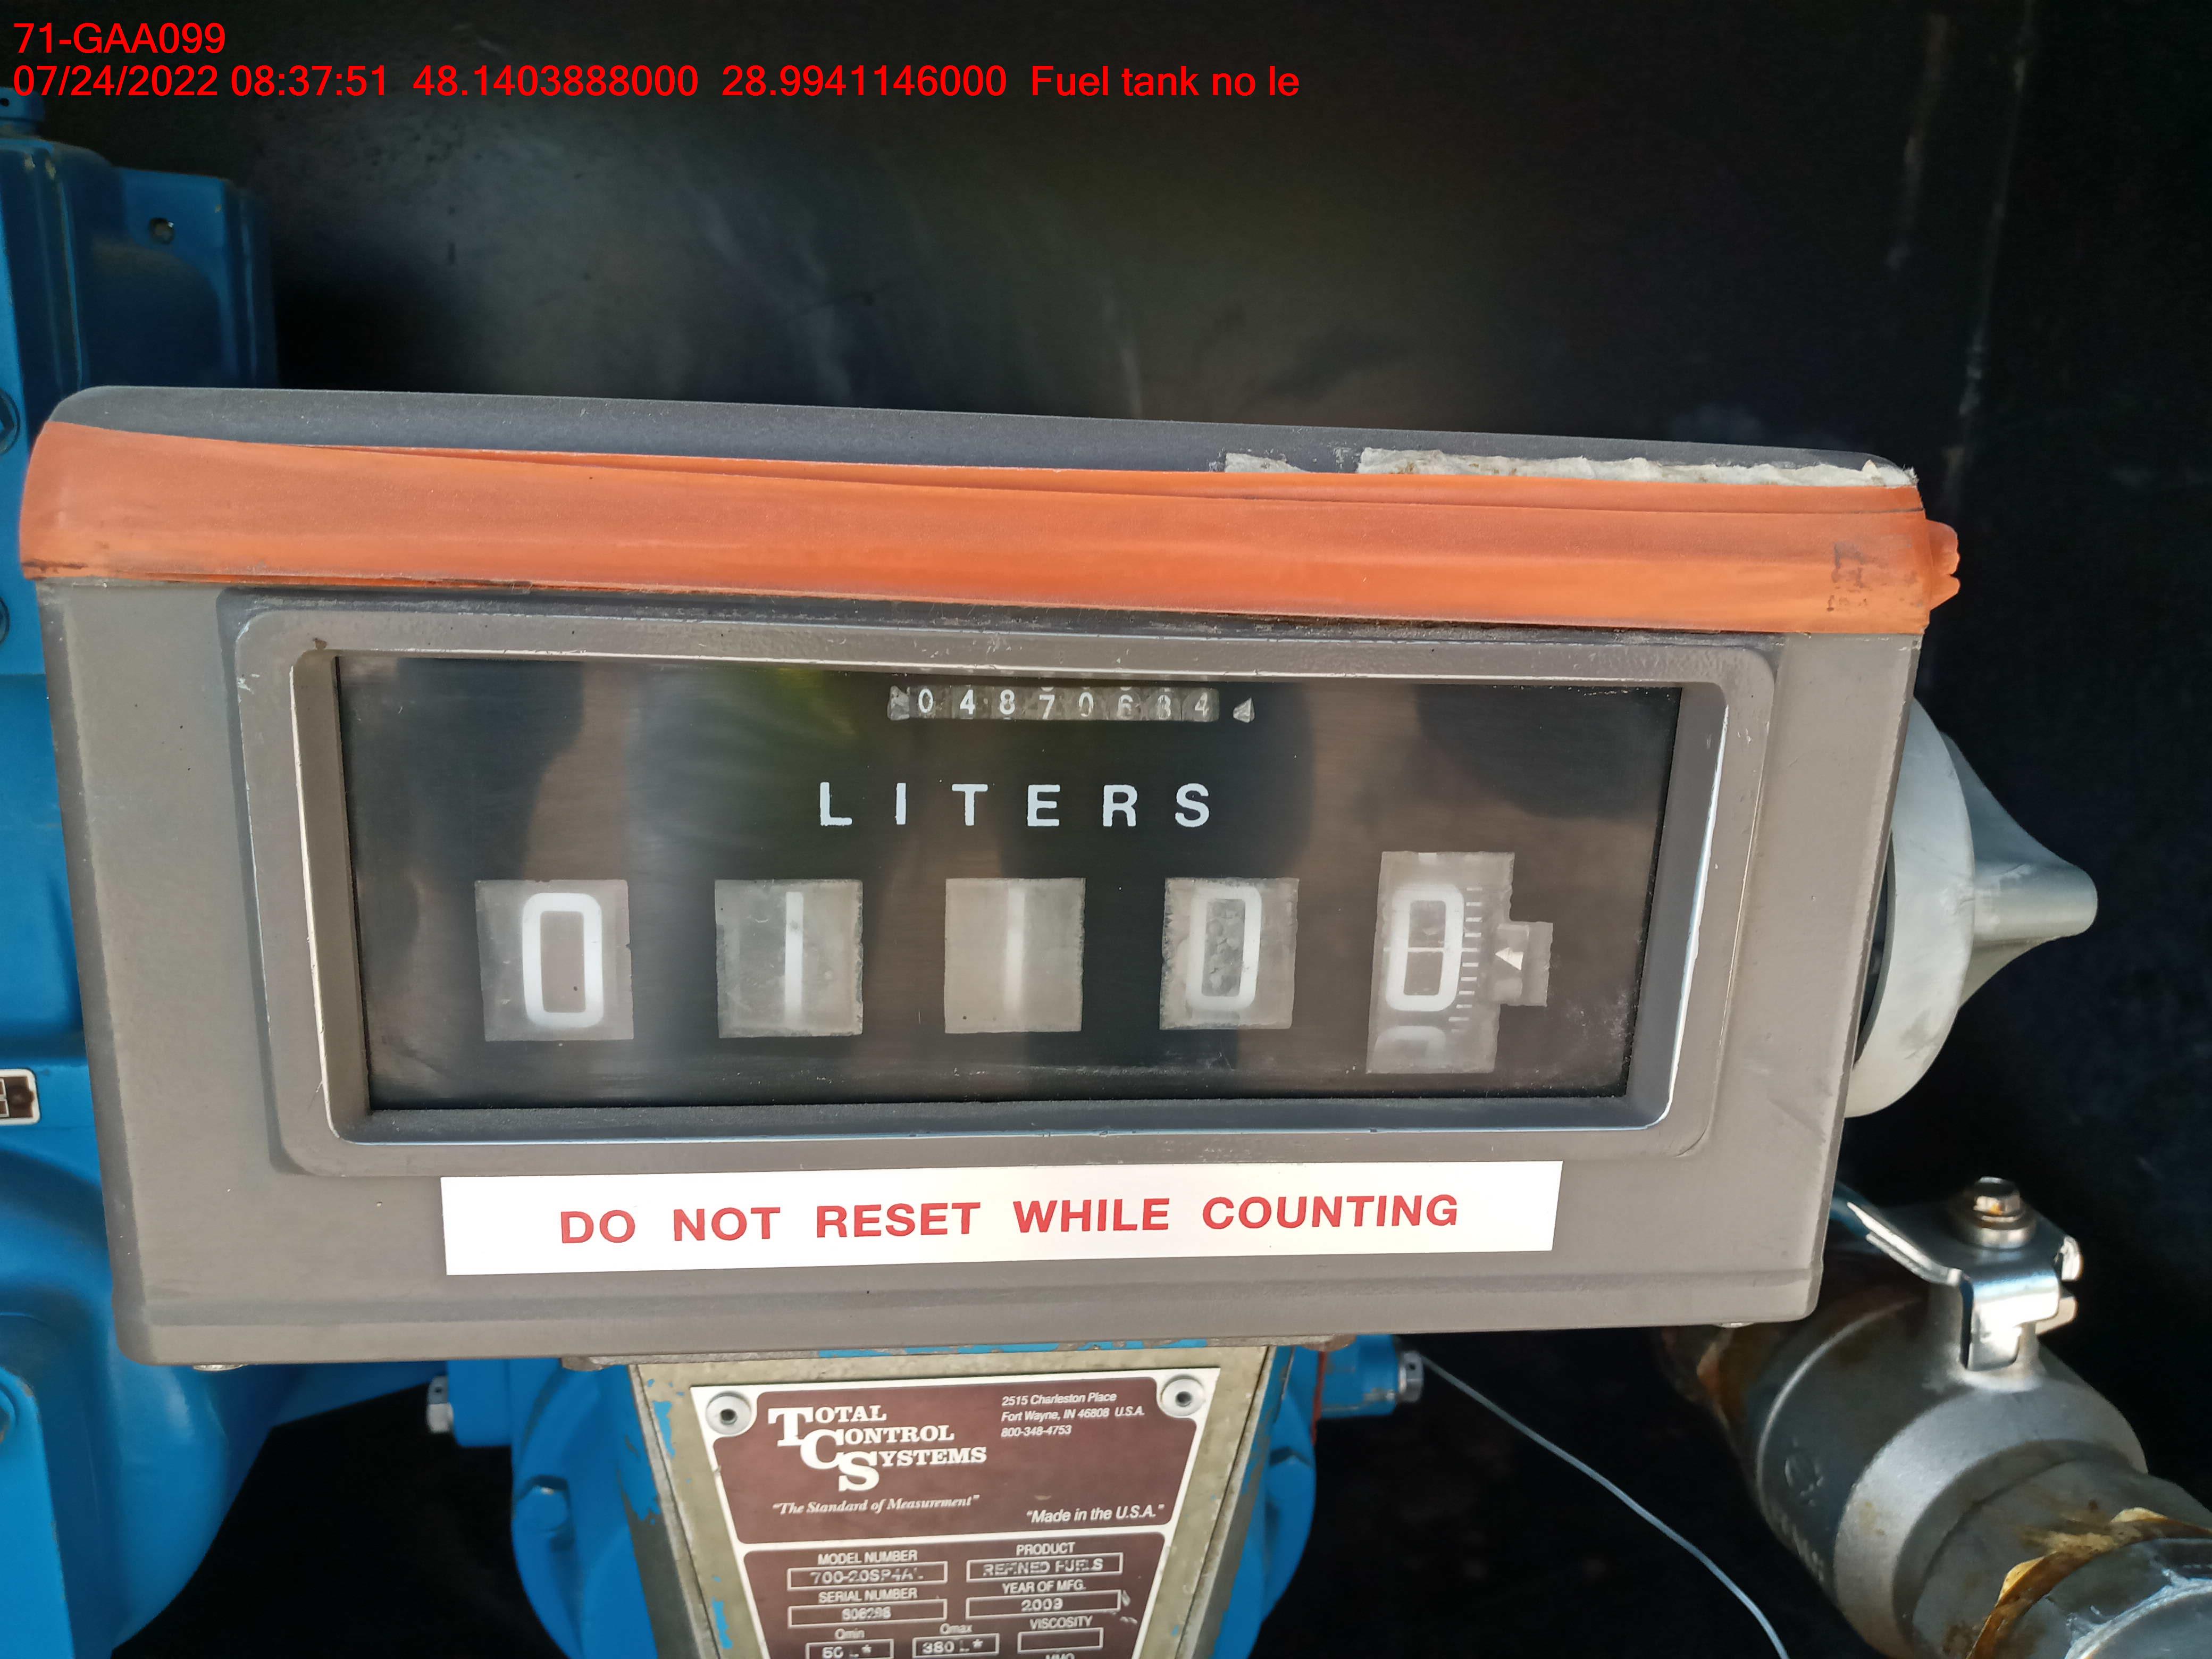 71-GAA099
07/24/2022 08:37:51 48.1403888000 28.9941146000 Fuel tank no le
04870684
LITERS
0 1 1 0 0
DO NOT RESET WHILE COUNTING
TOTAL CONTROL SYSTEMS
2515 Charleston Place
Fort Wayne, IN 46808 U.S.A.
800-348-4753
"The Standard of Measurement"
"Made in the U.S.A."
MODEL NUMBER
PRODUCT
REFINED FUELS
SERIAL NUMBER
YEAR OF MFG.
2009
Qmin
Qmax
VISCOSITY
380 L*